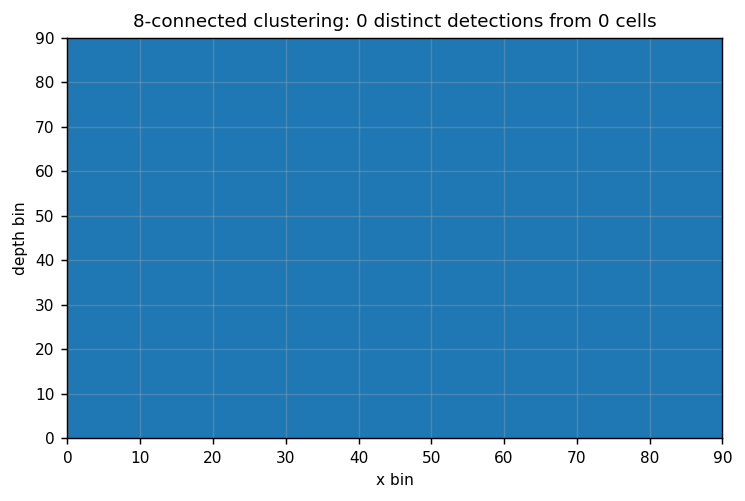 8-connected clustering: 0 distinct detections from 0 cells
90
80
70
60
50
40
30
20
10
0
depth bin
0 10 20 30 40 50 60 70 80 90
x bin